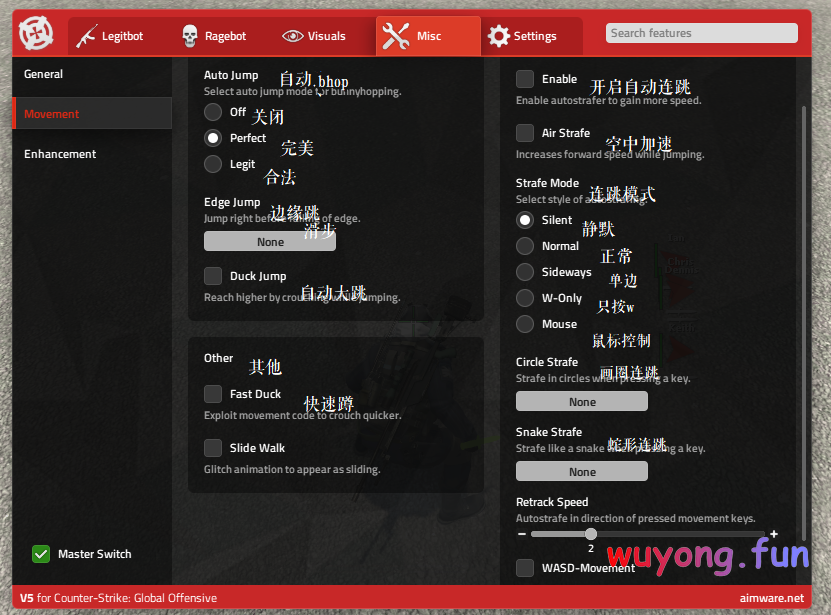 Legitbot
Ragebot
Visuals
Misc
Settings
Search features
General
Movement
Enhancement
Master Switch
Auto Jump 自动.bhop
Select auto jump mode for bunnyhopping.
Off 关闭
Perfect 完美
Legit 合法
Edge Jump 边缘跳
Jump right before falling of edge.
滑步
None
Duck Jump
自动大跳
Reach higher by crouching while jumping.
Other 其他
Fast Duck 快速蹲
Exploit movement code to crouch quicker.
Slide Walk
Glitch animation to appear as sliding.
Enable 开启自动连跳
Enable autostrafer to gain more speed.
Air Strafe 空中加速
Increases forward speed while jumping.
Strafe Mode 连跳模式
Select style of autostrafing.
Silent 静默
Normal 正常
Sideways 单边
W-Only 只按w
Mouse 鼠标控制
Circle Strafe 画圈连跳
Strafe in circles when pressing a key.
None
Snake Strafe 蛇形连跳
Strafe like a snake when pressing a key.
None
Retrack Speed
Autostrafe in direction of pressed movement keys.
− +
2
WASD-Movement
wuyong.fun
V5 for Counter-Strike: Global Offensive
aimware.net